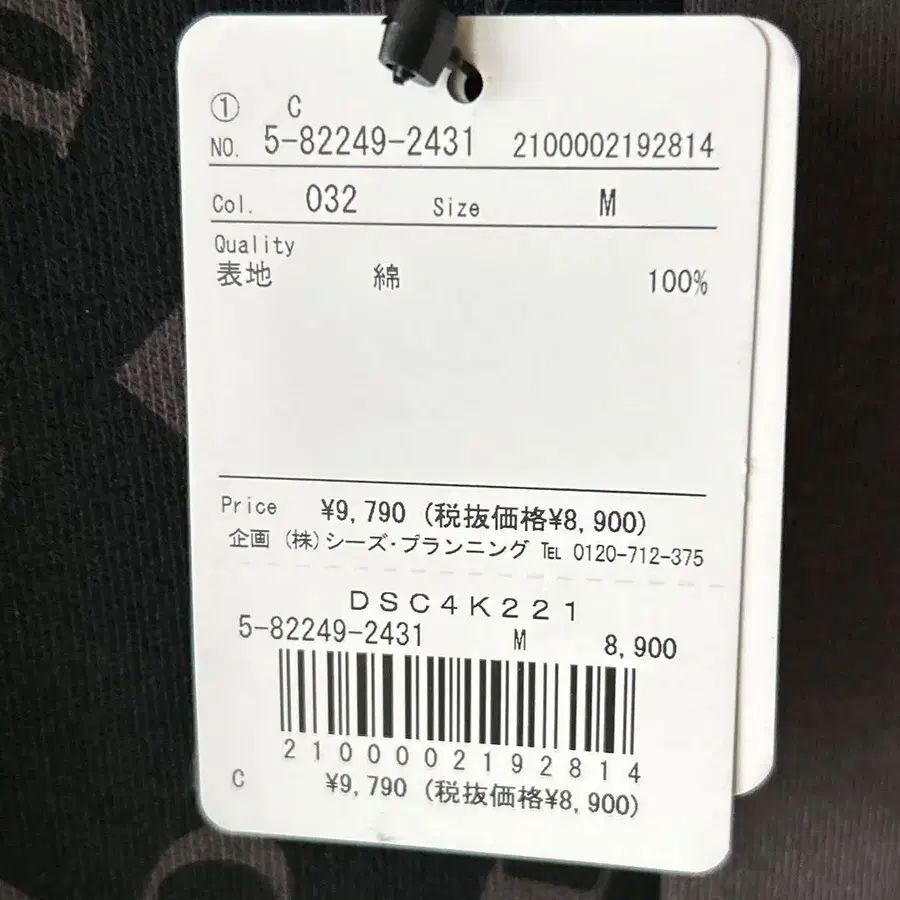 ① C
NO. 5-82249-2431 2100002192814
Col. 032 Size M
Quality
表地 綿 100%
Price ¥9,790 (税抜価格¥8,900)
企画 (株)シーズ・プランニング ℡ 0120-712-375
DSC4K221
5-82249-2431 M 8,900
2100002192814
C ¥9,790 (税抜価格¥8,900)